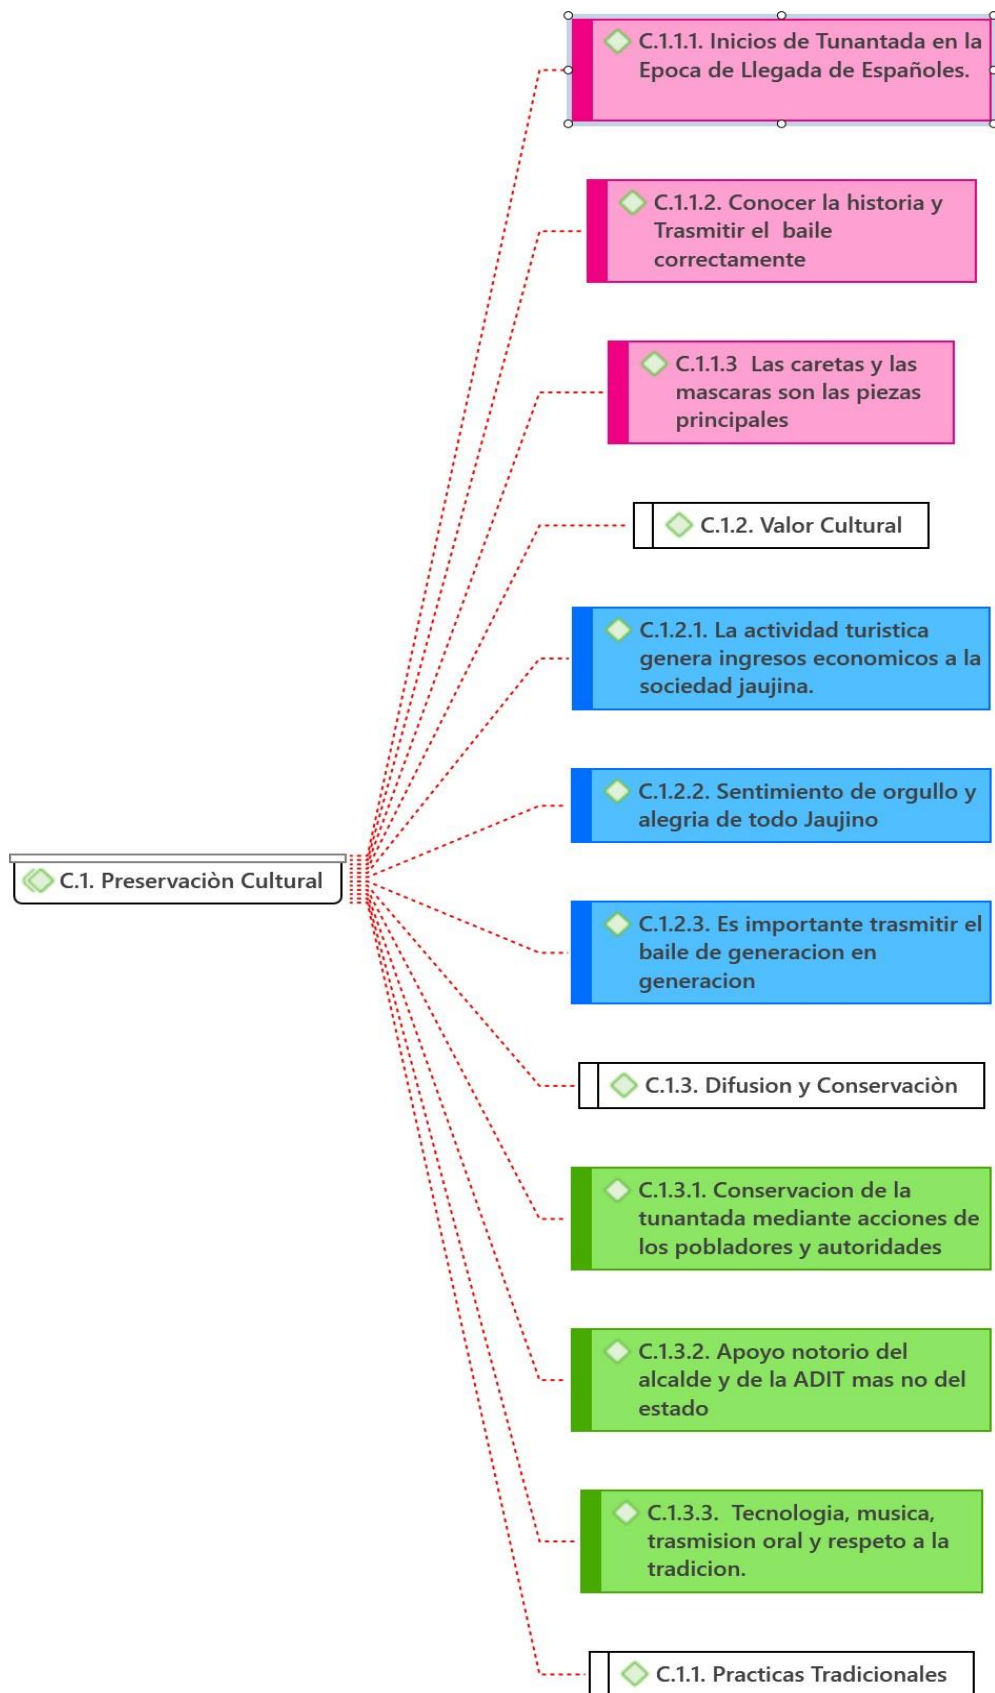 C.1.1.1. Inicios de Tunantada en la
Epoca de Llegada de Españoles.
C.1.1.2. Conocer la historia y
Trasmitir el  baile
correctamente
C.1.1.3  Las caretas y las
mascaras son las piezas
principales
C.1.2. Valor Cultural
C.1.2.1. La actividad turistica
genera ingresos economicos a la
sociedad jaujina.
C.1.2.2. Sentimiento de orgullo y
alegria de todo Jaujino
C.1. Preservaciòn Cultural
C.1.2.3. Es importante trasmitir el
baile de generacion en
generacion
C.1.3. Difusion y Conservaciòn
C.1.3.1. Conservacion de la
tunantada mediante acciones de
los pobladores y autoridades
C.1.3.2. Apoyo notorio del
alcalde y de la ADIT mas no del
estado
C.1.3.3.  Tecnologia, musica,
trasmision oral y respeto a la
tradicion.
C.1.1. Practicas Tradicionales